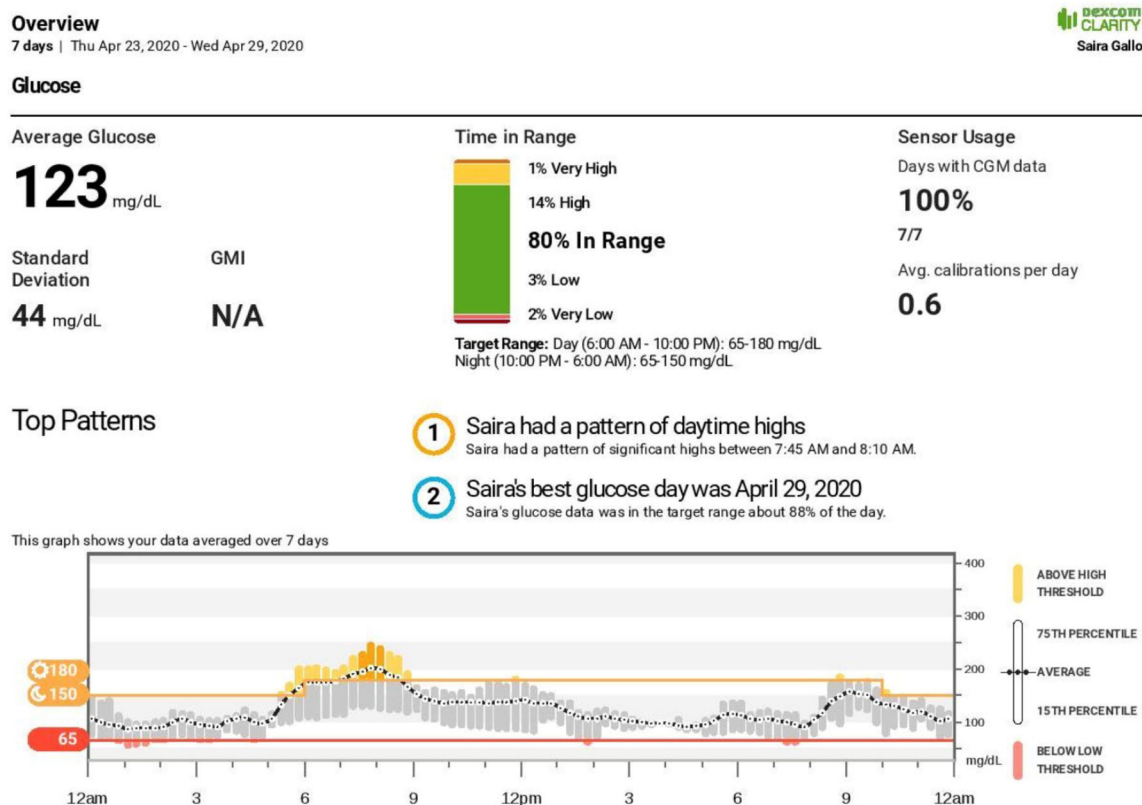 Overview
7 days | Thu Apr 23, 2020 - Wed Apr 29, 2020
Dexcom
CLARITY
Saira Gallo
Glucose
Average Glucose
123 mg/dL
Standard
Deviation
44 mg/dL
GMI
N/A
Time in Range
1% Very High
14% High
80% In Range
3% Low
2% Very Low
Target Range: Day (6:00 AM - 10:00 PM): 65-180 mg/dL
Night (10:00 PM - 6:00 AM): 65-150 mg/dL
Sensor Usage
Days with CGM data
100%
7/7
Avg. calibrations per day
0.6
Top Patterns
1
Saira had a pattern of daytime highs
Saira had a pattern of significant highs between 7:45 AM and 8:10 AM.
2
Saira's best glucose day was April 29, 2020
Saira's glucose data was in the target range about 88% of the day.
This graph shows your data averaged over 7 days
180
150
65
400
300
200
100
mg/dL
12am 3 6 9 12pm 3 6 9 12am
ABOVE HIGH
THRESHOLD
75TH PERCENTILE
AVERAGE
15TH PERCENTILE
BELOW LOW
THRESHOLD